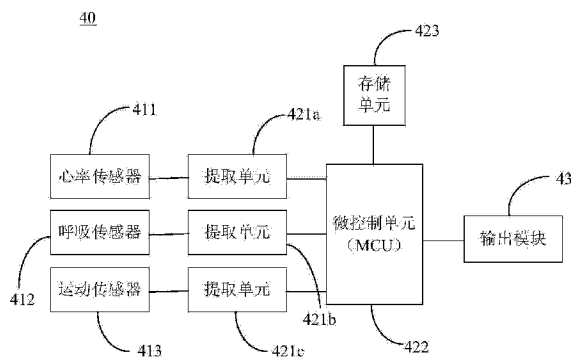 40
423
存储
单元
411
421a
心率传感器
提取单元
43
呼吸传感器
提取单元
微控制单元
（MCU）
输出模块
412
运动传感器
提取单元
421b
413
421c
422